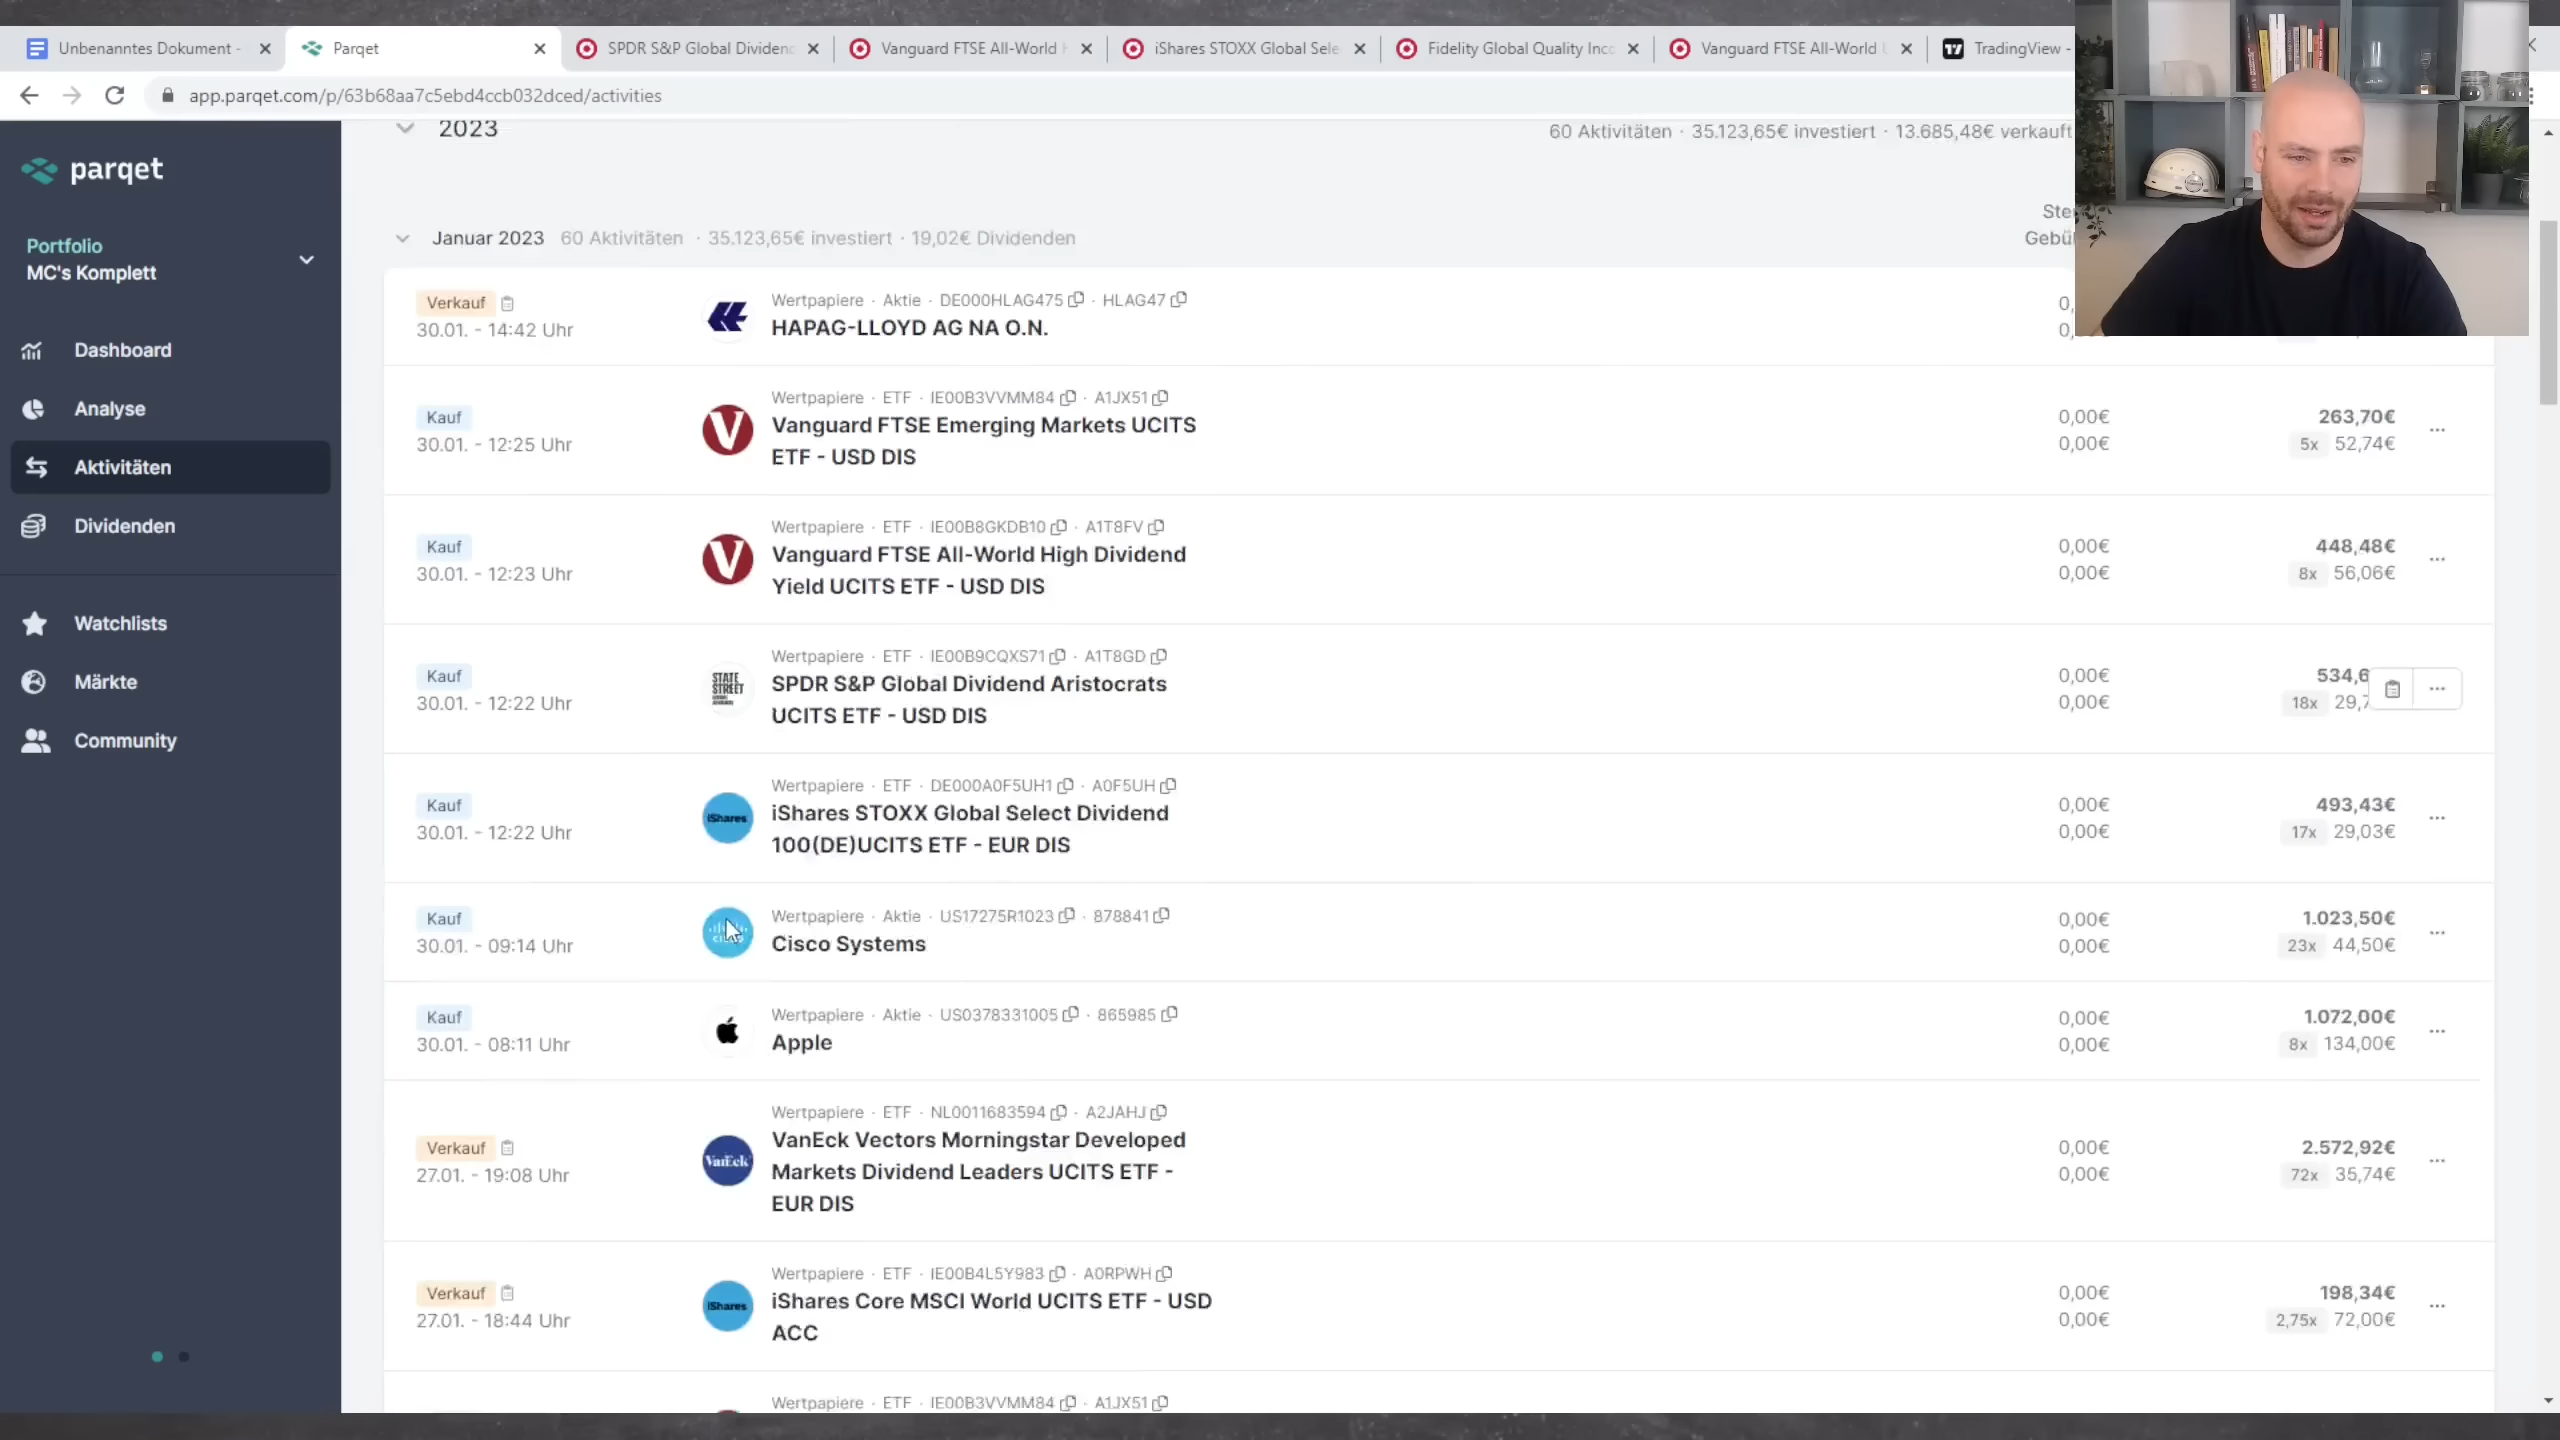 Unbenanntes Dokument -
Parqet
SPDR S&P Global Dividen
Vanguard FTSE All-World
iShares STOXX Global Sele
Fidelity Global Quality Inc
Vanguard FTSE All-World
TradingView -
app.parqet.com/p/63b68aa7c5ebd4ccb032dced/activities
parqet
Portfolio
MC's Komplett
Dashboard
Analyse
Aktivitäten
Dividenden
Watchlists
Märkte
Community
2023
60 Aktivitäten · 35.123,65€ investiert · 13.685,48€ verkauft
Januar 2023 60 Aktivitäten · 35.123,65€ investiert · 19,02€ Dividenden
Ste
Gebü
Verkauf
30.01. - 14:42 Uhr
Wertpapiere · Aktie · DE000HLAG475 · HLAG47
HAPAG-LLOYD AG NA O.N.
0,
0,
Kauf
30.01. - 12:25 Uhr
Wertpapiere · ETF · IE00B3VVMM84 · A1JX51
Vanguard FTSE Emerging Markets UCITS
ETF - USD DIS
0,00€
0,00€
263,70€
5x 52,74€
Kauf
30.01. - 12:23 Uhr
Wertpapiere · ETF · IE00B8GKDB10 · A1T8FV
Vanguard FTSE All-World High Dividend
Yield UCITS ETF - USD DIS
0,00€
0,00€
448,48€
8x 56,06€
Kauf
30.01. - 12:22 Uhr
Wertpapiere · ETF · IE00B9CQXS71 · A1T8GD
STATE
STREET
SPDR S&P Global Dividend Aristocrats
UCITS ETF - USD DIS
0,00€
0,00€
534,6
18x 29,7
Kauf
30.01. - 12:22 Uhr
iShares
Wertpapiere · ETF · DE000A0F5UH1 · A0F5UH
iShares STOXX Global Select Dividend
100(DE)UCITS ETF - EUR DIS
0,00€
0,00€
493,43€
17x 29,03€
Kauf
30.01. - 09:14 Uhr
Wertpapiere · Aktie · US17275R1023 · 878841
Cisco Systems
0,00€
0,00€
1.023,50€
23x 44,50€
Kauf
30.01. - 08:11 Uhr
Wertpapiere · Aktie · US0378331005 · 865985
Apple
0,00€
0,00€
1.072,00€
8x 134,00€
Verkauf
27.01. - 19:08 Uhr
VanEck
Wertpapiere · ETF · NL0011683594 · A2JAHJ
VanEck Vectors Morningstar Developed
Markets Dividend Leaders UCITS ETF -
EUR DIS
0,00€
0,00€
2.572,92€
72x 35,74€
Verkauf
27.01. - 18:44 Uhr
iShares
Wertpapiere · ETF · IE00B4L5Y983 · A0RPWH
iShares Core MSCI World UCITS ETF - USD
ACC
0,00€
0,00€
198,34€
2,75x 72,00€
Wertpapiere · ETF · IE00B3VVMM84 · A1JX51